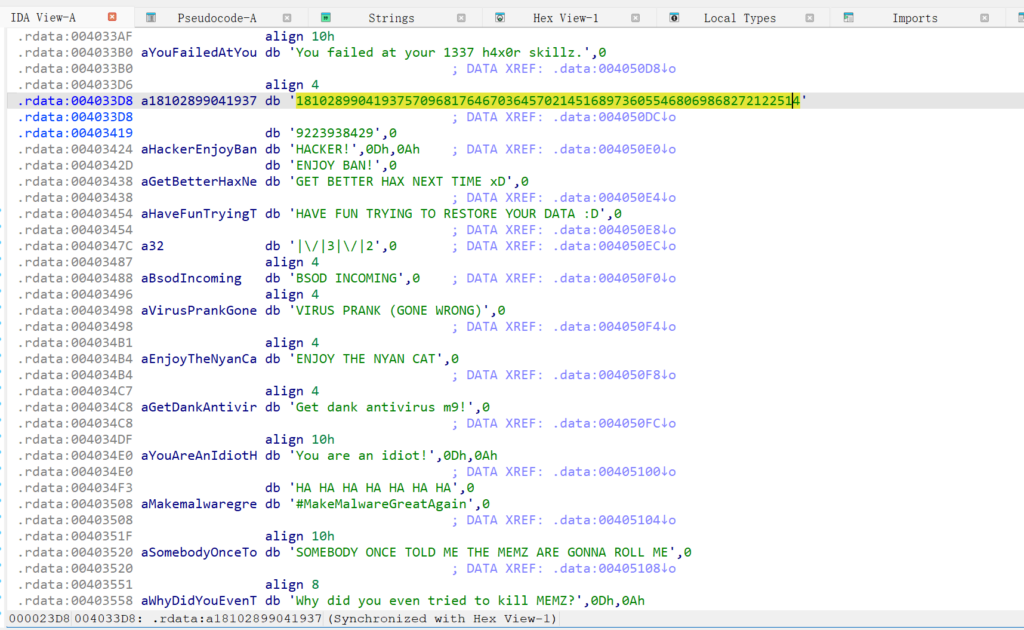 IDA View-A Pseudocode-A Strings Hex View-1 Local Types Imports
.rdata:004033AF align 10h
.rdata:004033B0 aYouFailedAtYou db 'You failed at your 1337 h4x0r skillz.',0
.rdata:004033B0 ; DATA XREF: .data:004050D8↓o
.rdata:004033D6 align 4
.rdata:004033D8 a18102899041937 db '18102899041937570968176467036457021451689736055468069868272122514'
.rdata:004033D8 ; DATA XREF: .data:004050DC↓o
.rdata:00403419 db '9223938429',0
.rdata:00403424 aHackerEnjoyBan db 'HACKER!',0Dh,0Ah ; DATA XREF: .data:004050E0↓o
.rdata:0040342D db 'ENJOY BAN!',0
.rdata:00403438 aGetBetterHaxNe db 'GET BETTER HAX NEXT TIME xD',0
.rdata:00403438 ; DATA XREF: .data:004050E4↓o
.rdata:00403454 aHaveFunTryingT db 'HAVE FUN TRYING TO RESTORE YOUR DATA :D',0
.rdata:00403454 ; DATA XREF: .data:004050E8↓o
.rdata:0040347C a32 db '|\/|3|\/|2',0 ; DATA XREF: .data:004050EC↓o
.rdata:00403487 align 4
.rdata:00403488 aBsodIncoming db 'BSOD INCOMING',0 ; DATA XREF: .data:004050F0↓o
.rdata:00403496 align 4
.rdata:00403498 aVirusPrankGone db 'VIRUS PRANK (GONE WRONG)',0
.rdata:00403498 ; DATA XREF: .data:004050F4↓o
.rdata:004034B1 align 4
.rdata:004034B4 aEnjoyTheNyanCa db 'ENJOY THE NYAN CAT',0
.rdata:004034B4 ; DATA XREF: .data:004050F8↓o
.rdata:004034C7 align 4
.rdata:004034C8 aGetDankAntivir db 'Get dank antivirus m9!',0
.rdata:004034C8 ; DATA XREF: .data:004050FC↓o
.rdata:004034DF align 10h
.rdata:004034E0 aYouAreAnIdiotH db 'You are an idiot!',0Dh,0Ah
.rdata:004034E0 ; DATA XREF: .data:00405100↓o
.rdata:004034F3 db 'HA HA HA HA HA HA HA',0
.rdata:00403508 aMakemalwaregre db '#MakeMalwareGreatAgain',0
.rdata:00403508 ; DATA XREF: .data:00405104↓o
.rdata:0040351F align 10h
.rdata:00403520 aSomebodyOnceTo db 'SOMEBODY ONCE TOLD ME THE MEMZ ARE GONNA ROLL ME',0
.rdata:00403520 ; DATA XREF: .data:00405108↓o
.rdata:00403551 align 8
.rdata:00403558 aWhyDidYouEvenT db 'Why did you even tried to kill MEMZ?',0Dh,0Ah
000023D8 004033D8: .rdata:a18102899041937 (Synchronized with Hex View-1)